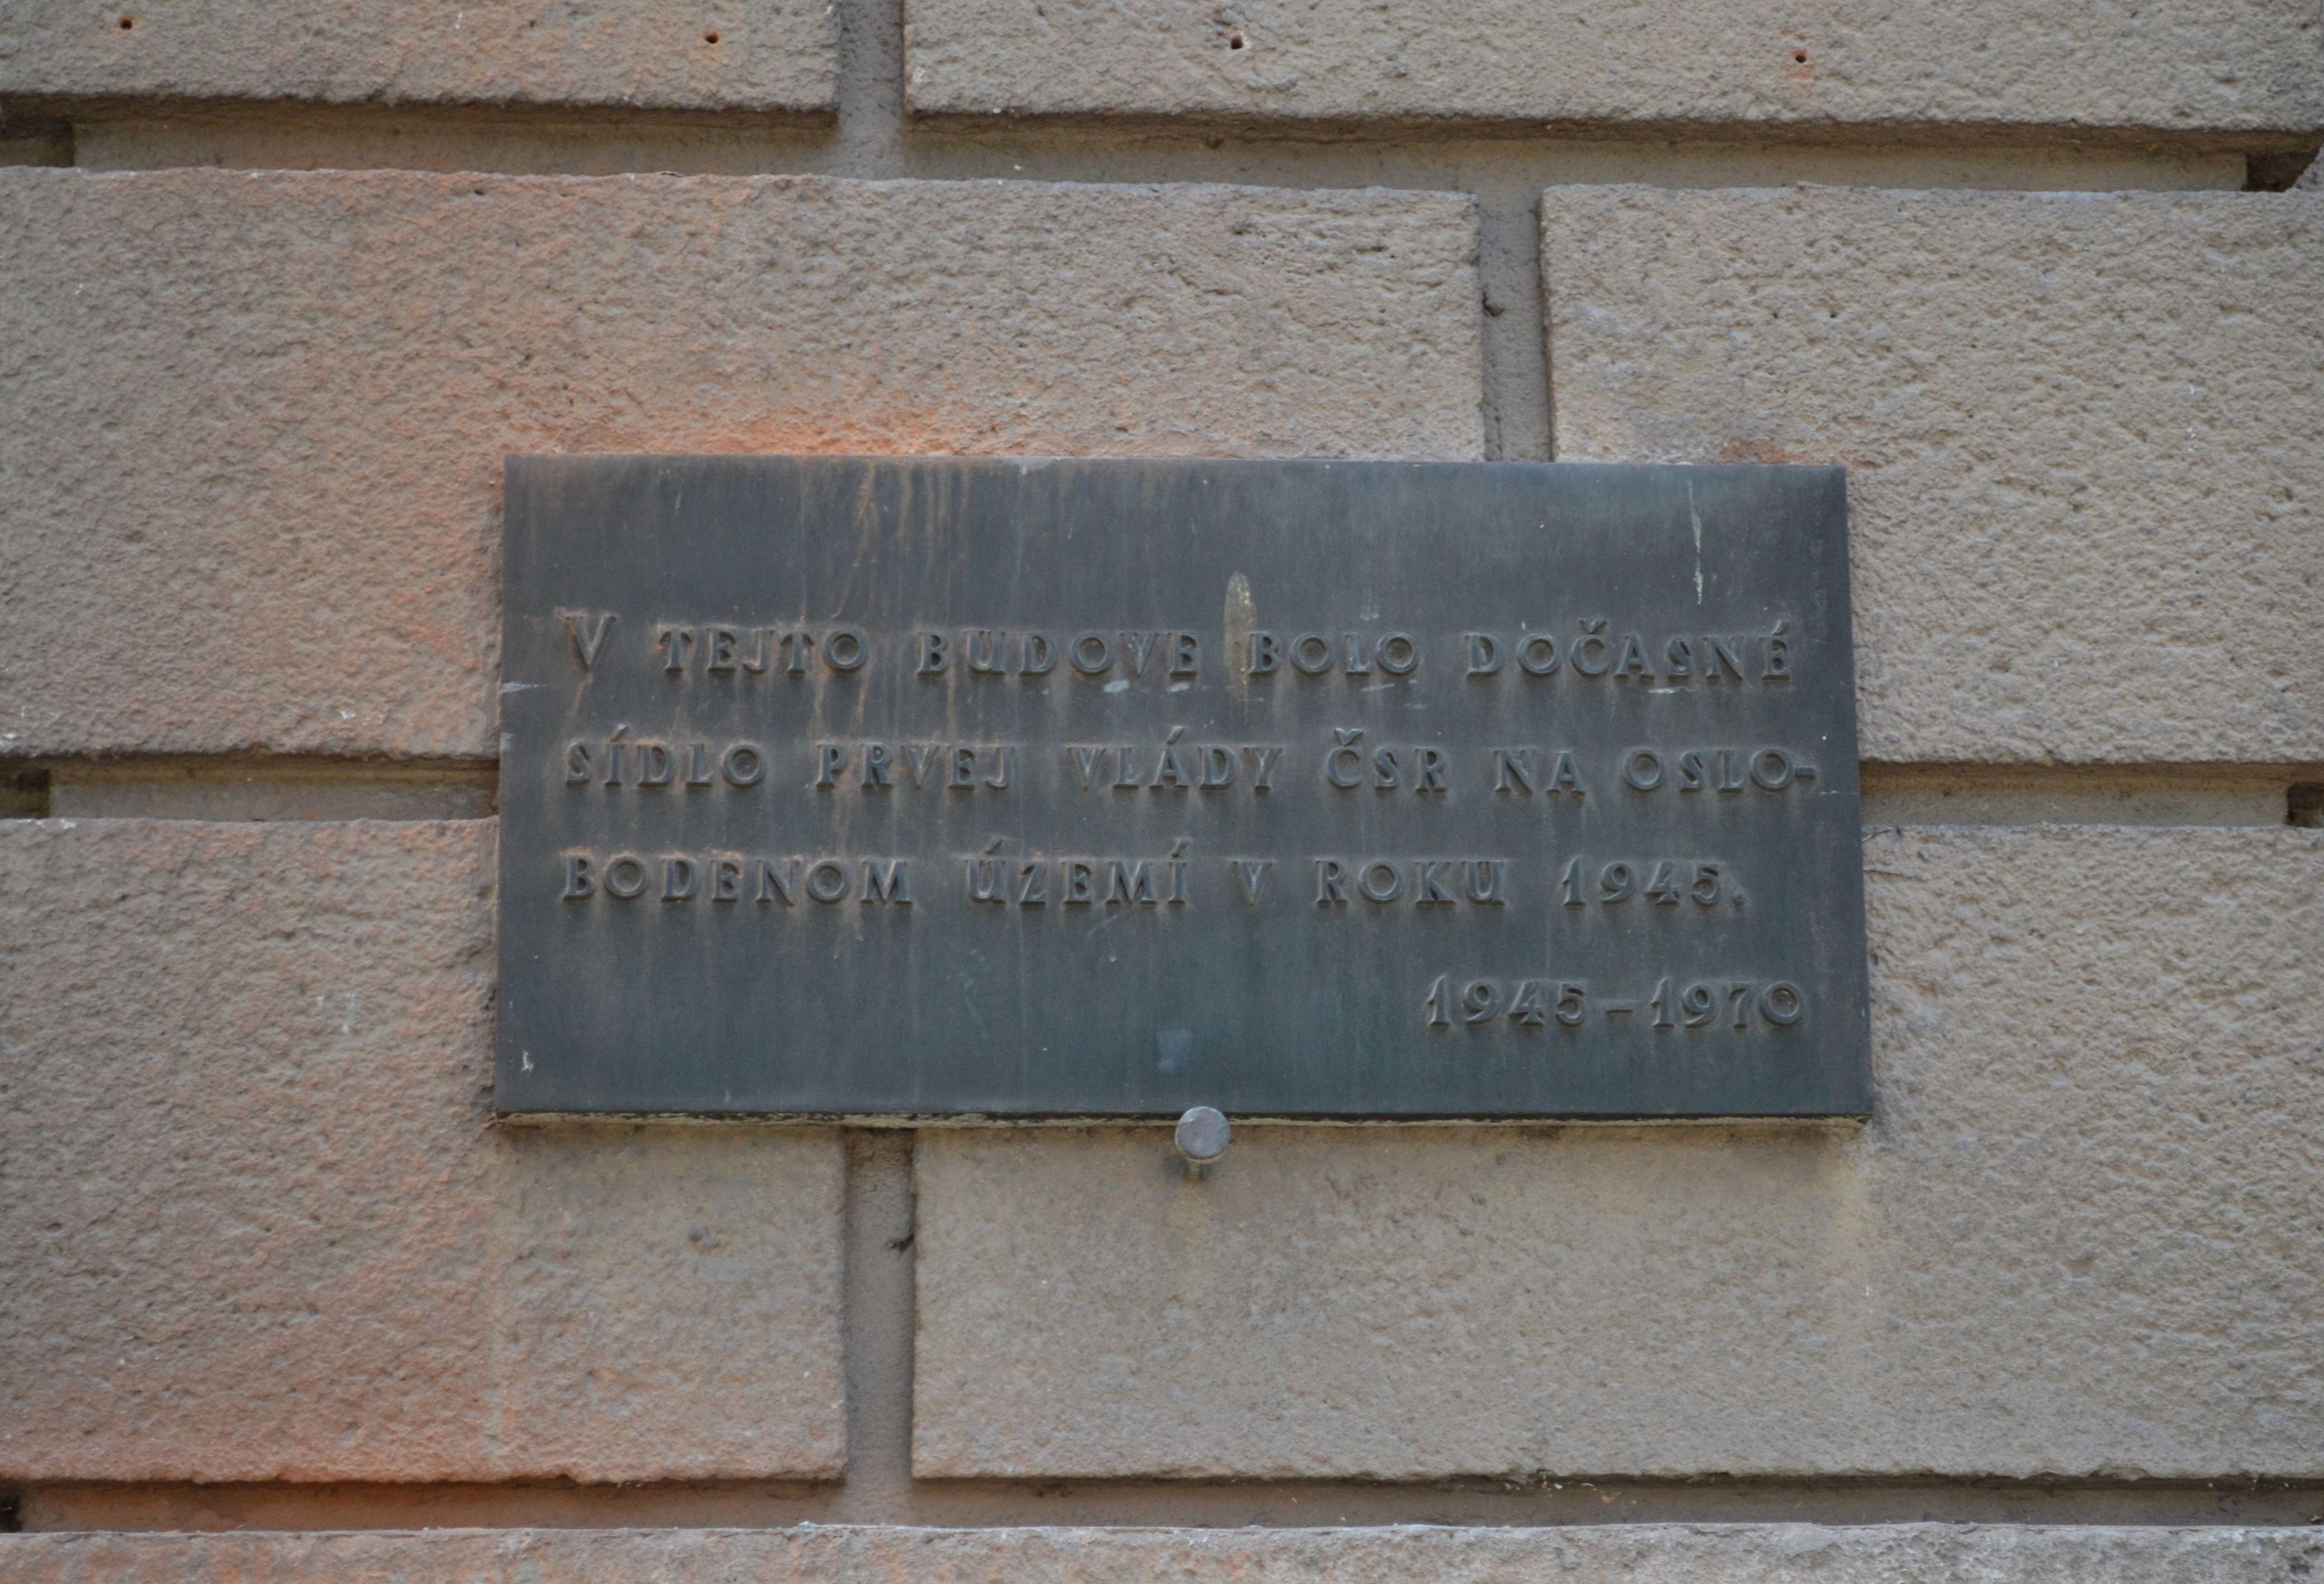 V TEJTO BUDOVE BOLO DOČASNÉ
SÍDLO PRVEJ VLÁDY ČSR NA OSLO-
BODENOM ÚZEMÍ V ROKU 1945.
1945-1970